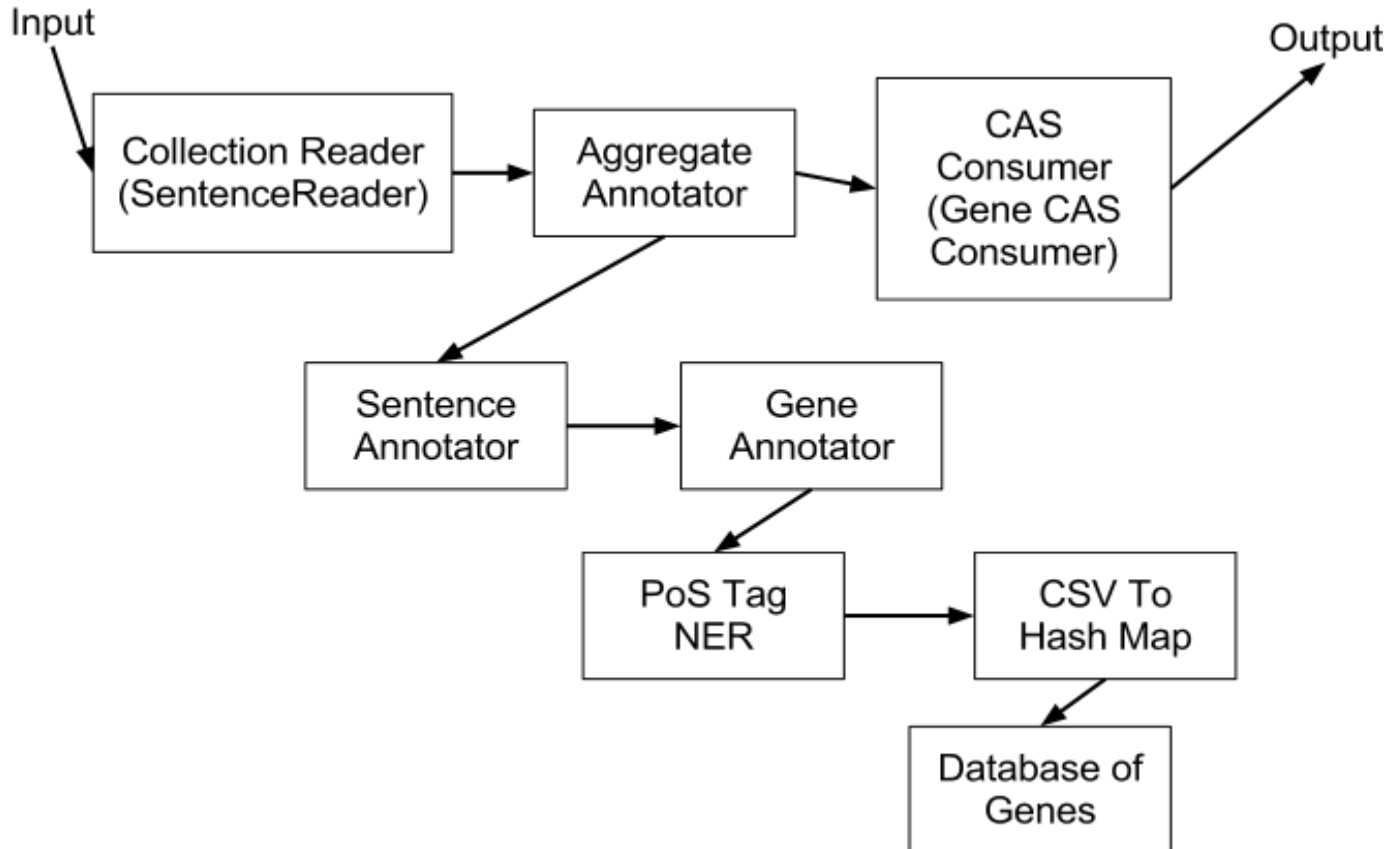 Input
Output
Collection Reader
(SentenceReader)
Aggregate
Annotator
CAS
Consumer
(Gene CAS
Consumer)
Sentence
Annotator
Gene
Annotator
PoS Tag
NER
CSV To
Hash Map
Database of
Genes